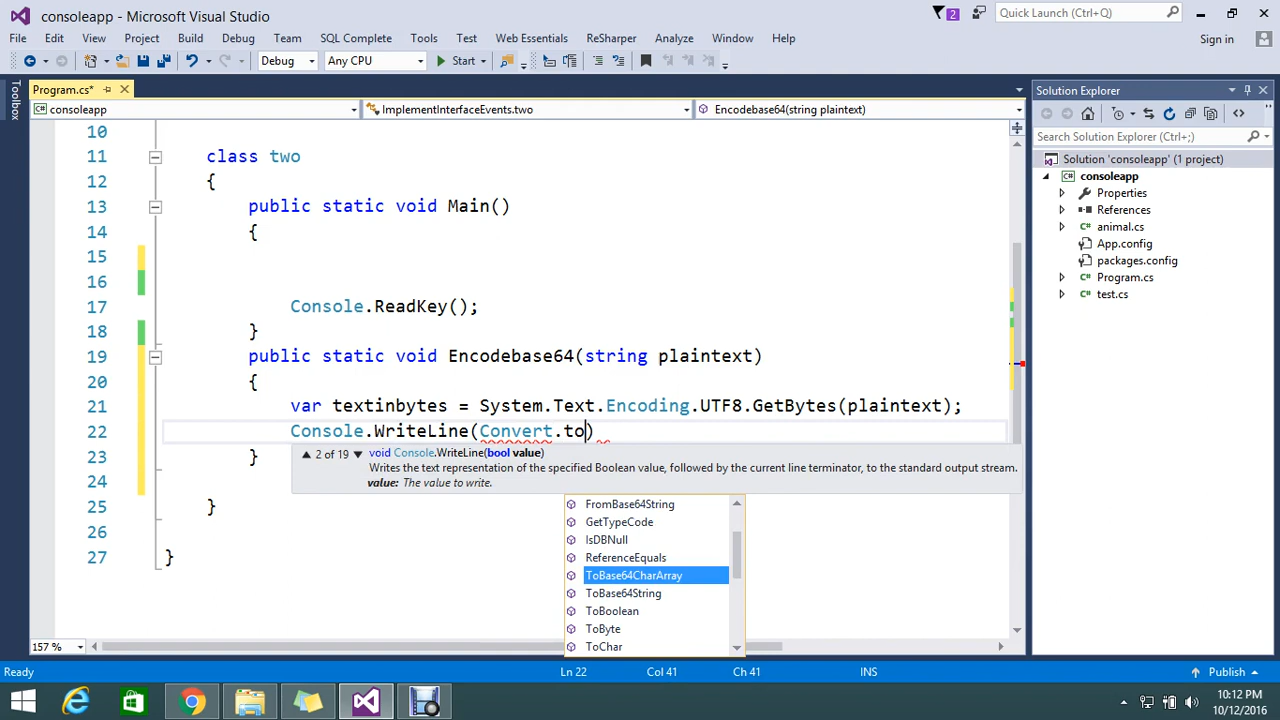 consoleapp - Microsoft Visual Studio
2
Quick Launch (Ctrl+Q)
File Edit View Project Build Debug Team SQL Complete Tools Test Web Essentials ReSharper Analyze Window Help
Sign in
Debug Any CPU Start
Toolbox
Program.cs*
consoleapp ImplementInterfaceEvents.two Encodebase64(string plaintext)
10
11 class two
12 {
13 public static void Main()
14 {
15
16
17 Console.ReadKey();
18 }
19 public static void Encodebase64(string plaintext)
20 {
21 var textinbytes = System.Text.Encoding.UTF8.GetBytes(plaintext);
22 Console.WriteLine(Convert.to)
23 }
24
25 }
26
27 }
2 of 19 void Console.WriteLine(bool value)
Writes the text representation of the specified Boolean value, followed by the current line terminator, to the standard output stream.
value: The value to write.
FromBase64String
GetTypeCode
IsDBNull
ReferenceEquals
ToBase64CharArray
ToBase64String
ToBoolean
ToByte
ToChar
157 %
Solution Explorer
Search Solution Explorer (Ctrl+;)
Solution 'consoleapp' (1 project)
consoleapp
Properties
References
animal.cs
App.config
packages.config
Program.cs
test.cs
Ready Ln 22 Col 41 Ch 41 INS Publish
10:12 PM
10/12/2016